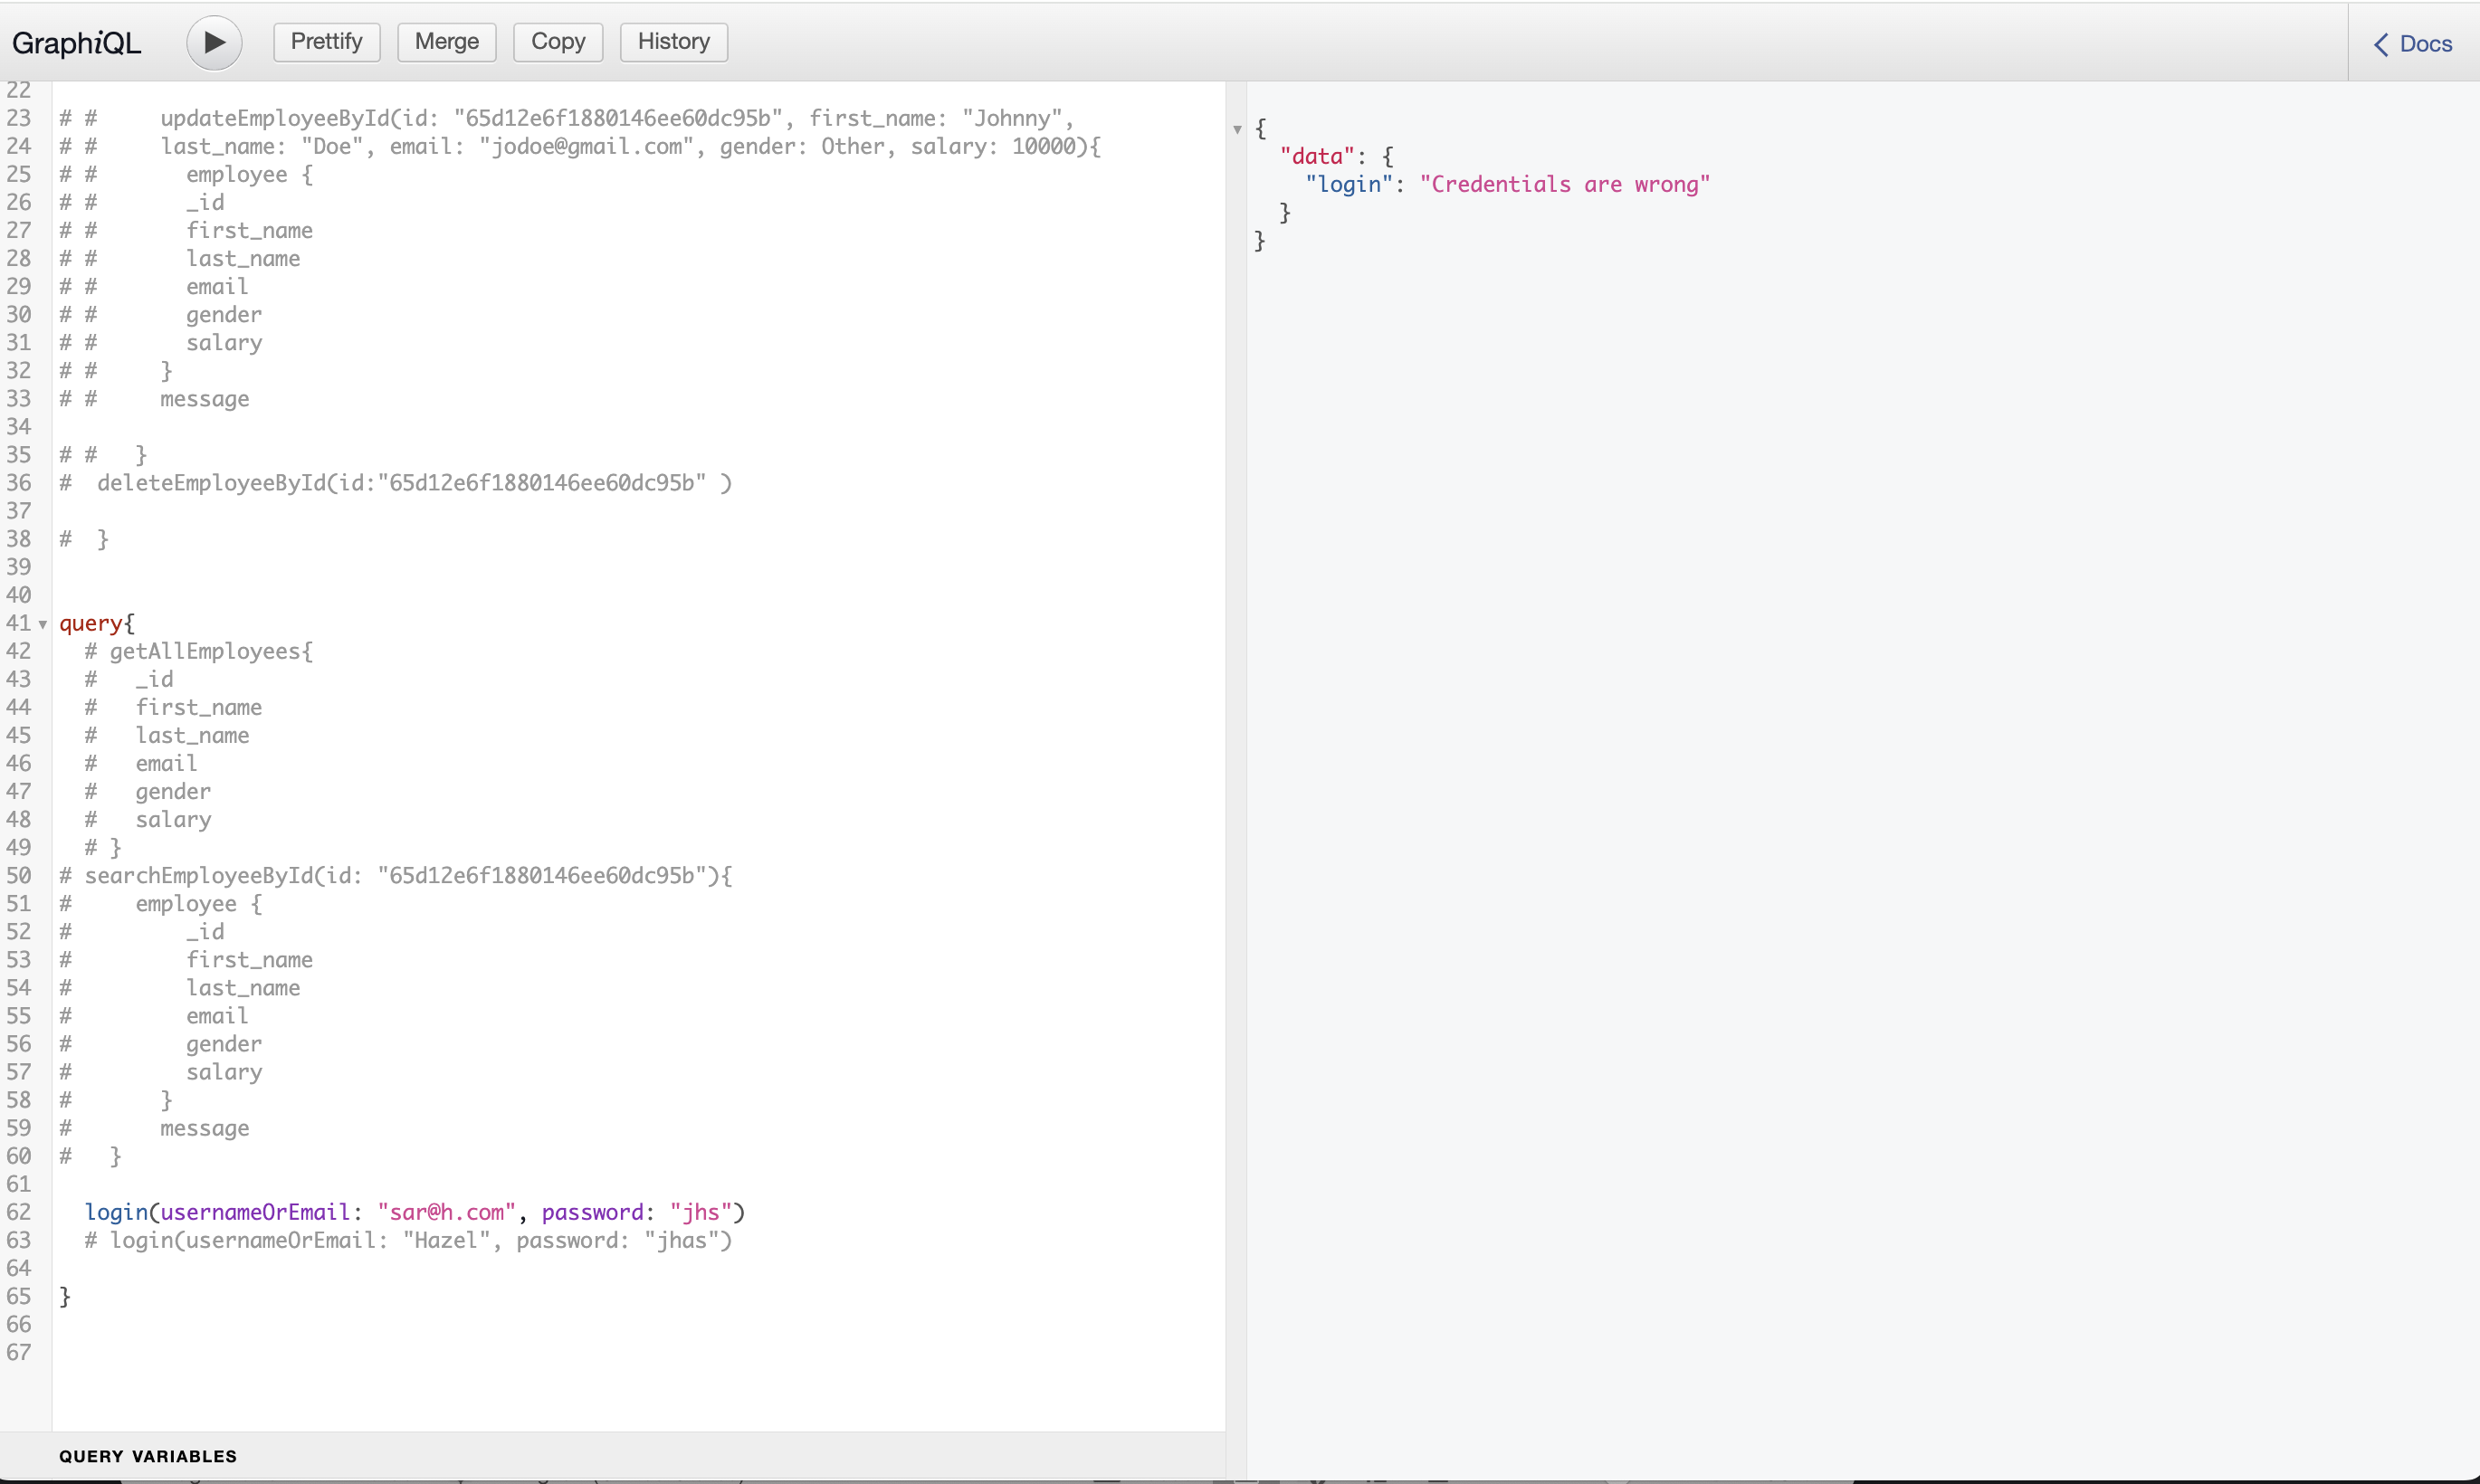 GraphiQL Prettify Merge Copy History Docs
22
23 # #     updateEmployeeById(id: "65d12e6f1880146ee60dc95b", first_name: "Johnny",
24 # #     last_name: "Doe", email: "jodoe@gmail.com", gender: Other, salary: 10000){
25 # #       employee {
26 # #       _id
27 # #       first_name
28 # #       last_name
29 # #       email
30 # #       gender
31 # #       salary
32 # #     }
33 # #     message
34
35 # #   }
36 #  deleteEmployeeById(id:"65d12e6f1880146ee60dc95b" )
37
38 #  }
39
40
41 query{
42   # getAllEmployees{
43   #   _id
44   #   first_name
45   #   last_name
46   #   email
47   #   gender
48   #   salary
49   # }
50 # searchEmployeeById(id: "65d12e6f1880146ee60dc95b"){
51 #     employee {
52 #         _id
53 #         first_name
54 #         last_name
55 #         email
56 #         gender
57 #         salary
58 #       }
59 #       message
60 #   }
61
62   login(usernameOrEmail: "sar@h.com", password: "jhs")
63   # login(usernameOrEmail: "Hazel", password: "jhas")
64
65 }
66
67
QUERY VARIABLES
{
  "data": {
    "login": "Credentials are wrong"
  }
}